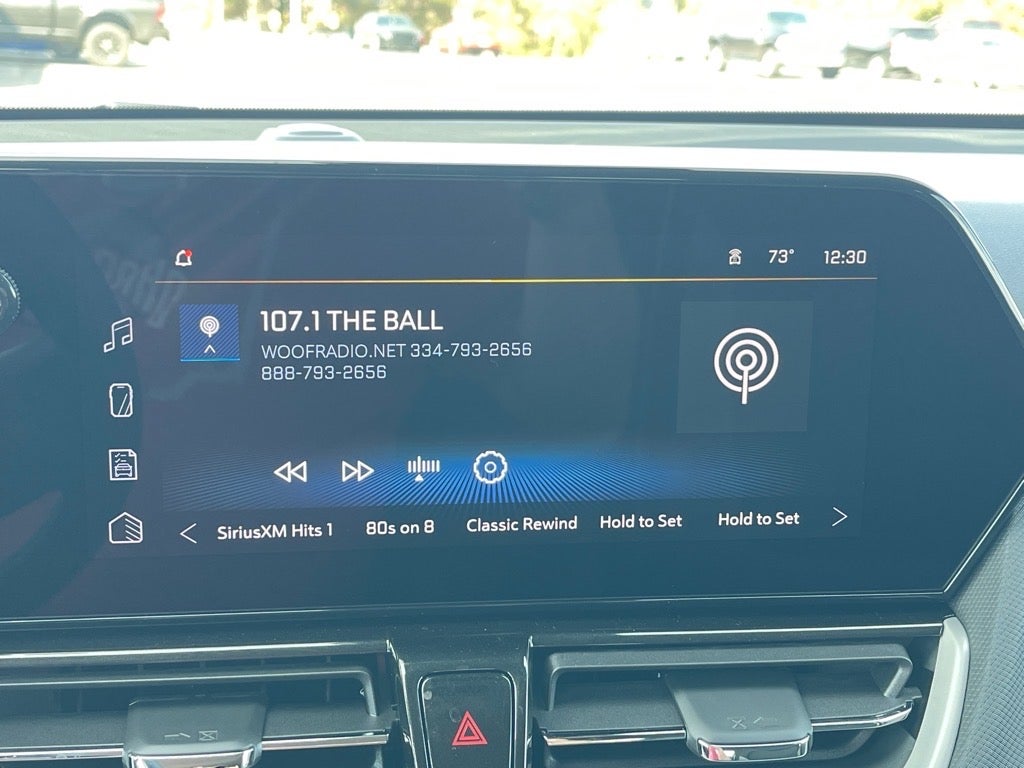 73° 12:30
107.1 THE BALL
WOOFRADIO.NET 334-793-2656
888-793-2656
SiriusXM Hits 1 80s on 8 Classic Rewind Hold to Set Hold to Set